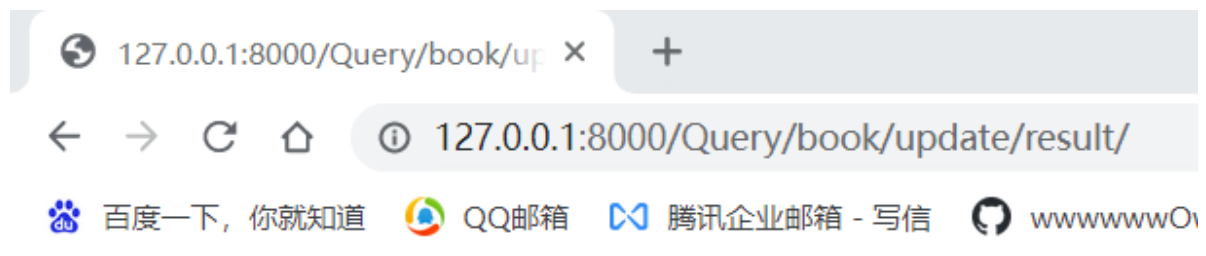 127.0.0.1:8000/Query/book/up
127.0.0.1:8000/Query/book/update/result/
百度一下，你就知道 QQ邮箱 腾讯企业邮箱 - 写信 wwwwwwOw